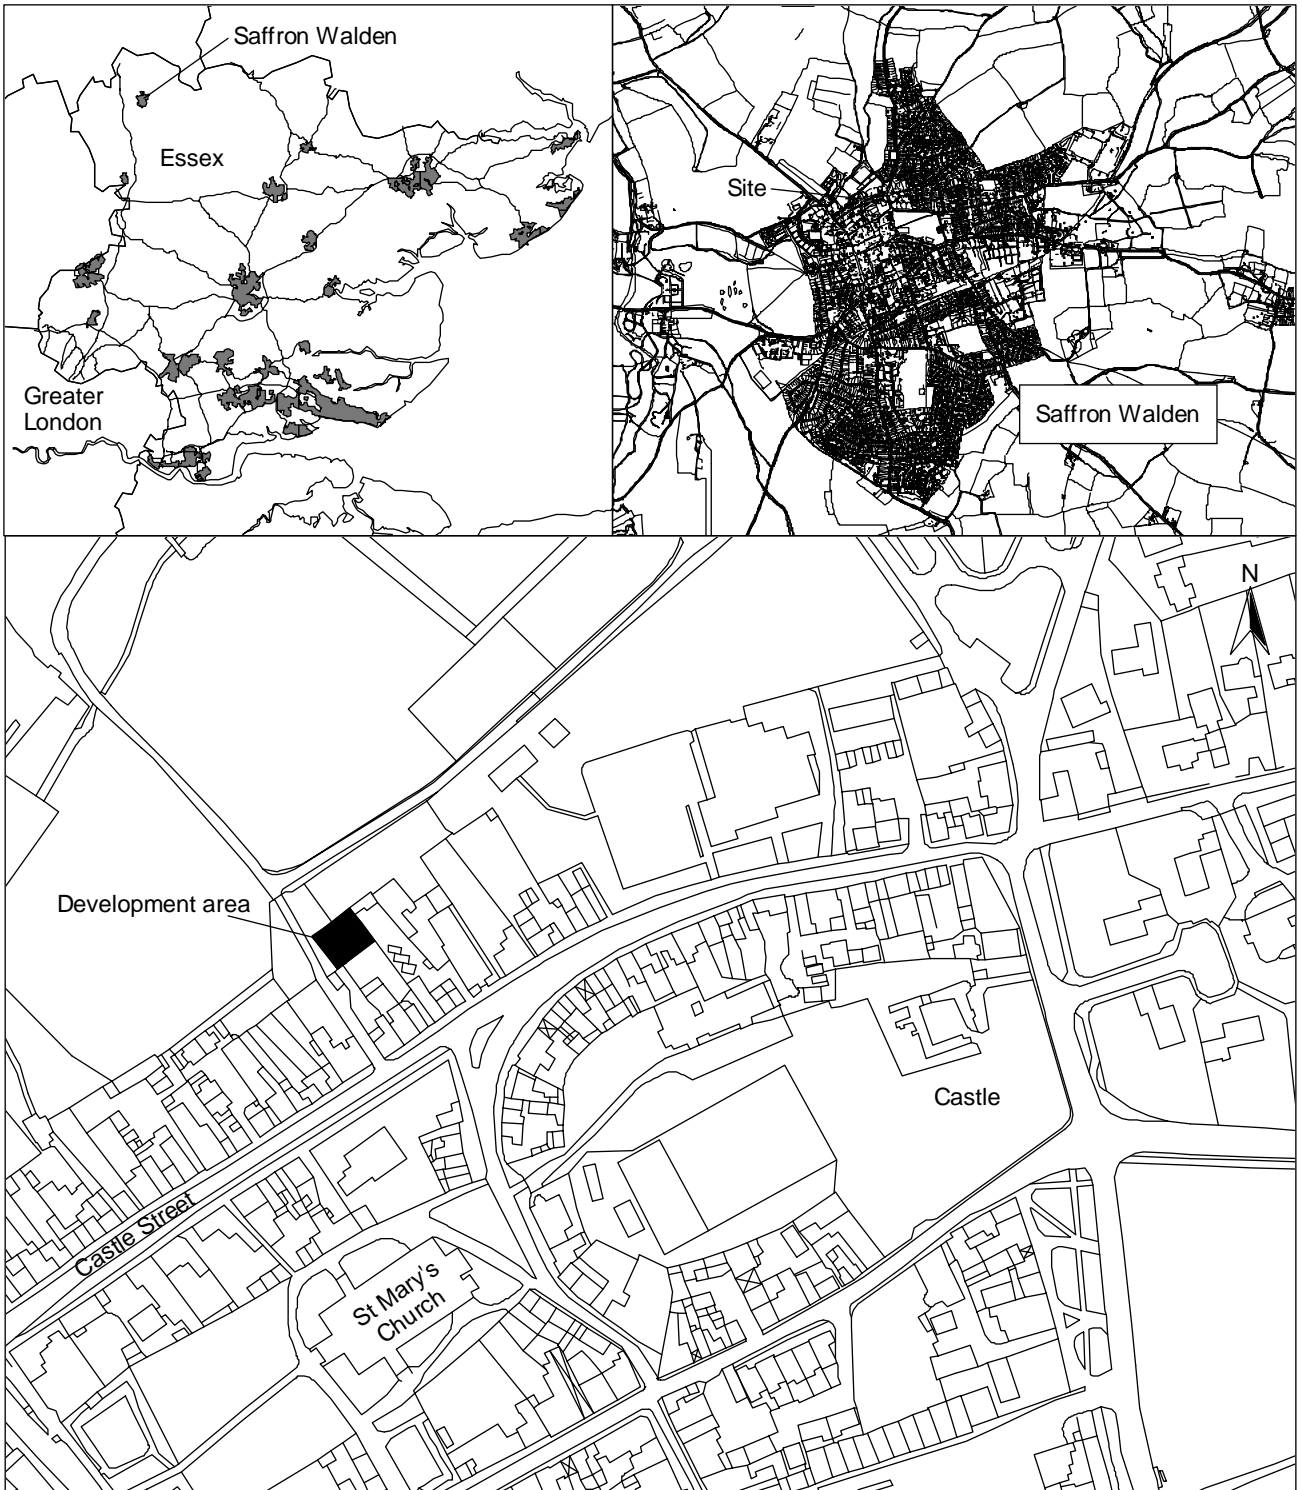 Saffron Walden
Essex
Greater
London
Site
Saffron Walden
N
Development area
Castle
Castle Street
St Mary's
Church